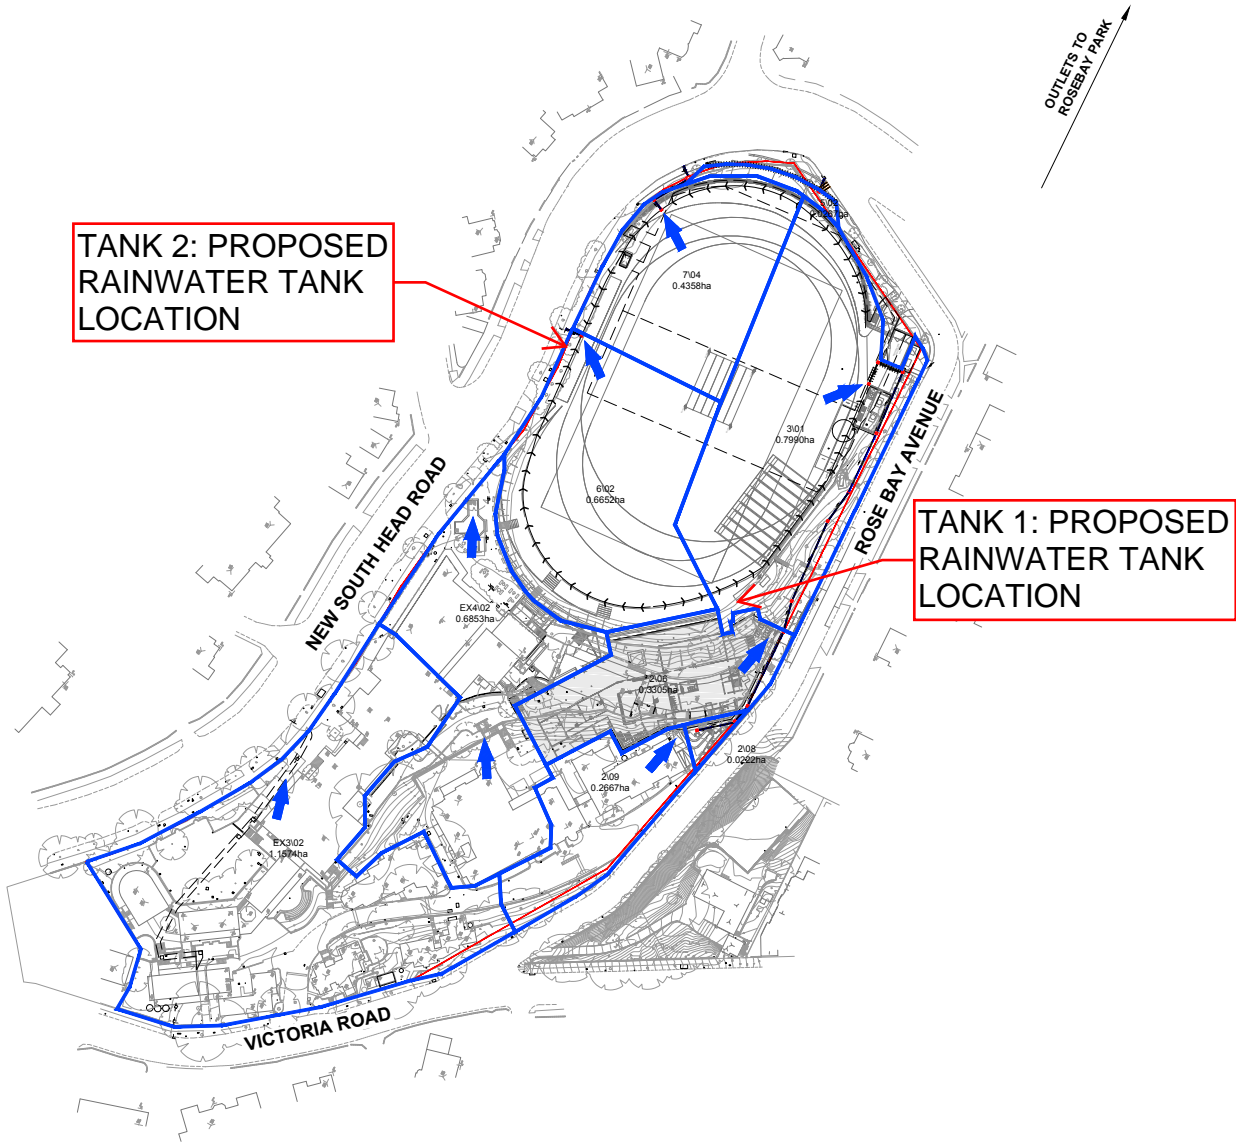 OUTLETS TO
ROSEBAY PARK
TANK 2: PROPOSED
RAINWATER TANK
LOCATION
7\04
0.4358ha
3\01
0.7990ha
6\02
0.6652ha
NEW SOUTH HEAD ROAD
ROSE BAY AVENUE
TANK 1: PROPOSED
RAINWATER TANK
LOCATION
EX4\02
0.6853ha
2\06
0.3305ha
2\08
0.0222ha
2\09
0.2667ha
EX3\02
1.1574ha
VICTORIA ROAD